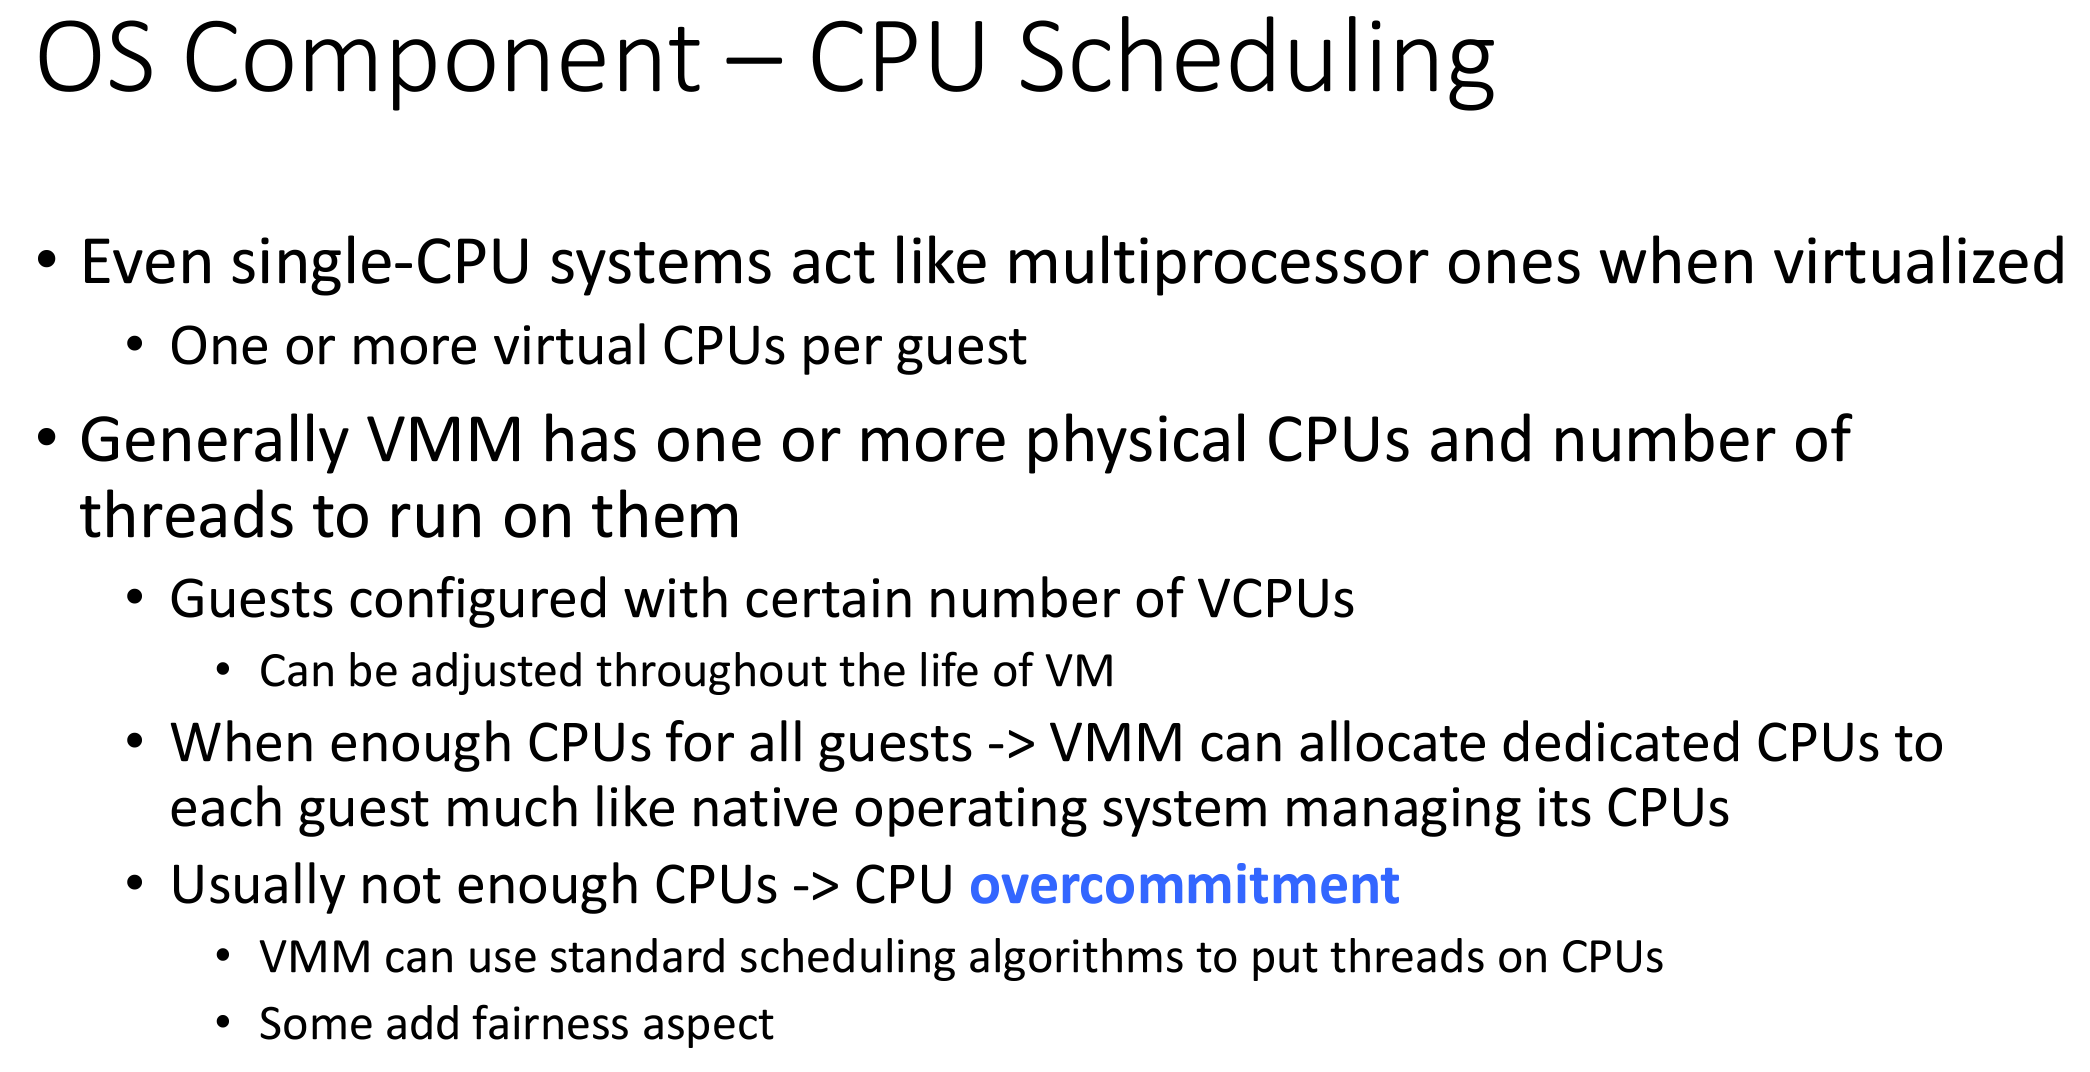 OS Component – CPU Scheduling
• Even single-CPU systems act like multiprocessor ones when virtualized
• One or more virtual CPUs per guest
• Generally VMM has one or more physical CPUs and number of
threads to run on them
• Guests configured with certain number of VCPUs
• Can be adjusted throughout the life of VM
• When enough CPUs for all guests -> VMM can allocate dedicated CPUs to
each guest much like native operating system managing its CPUs
• Usually not enough CPUs -> CPU overcommitment
• VMM can use standard scheduling algorithms to put threads on CPUs
• Some add fairness aspect